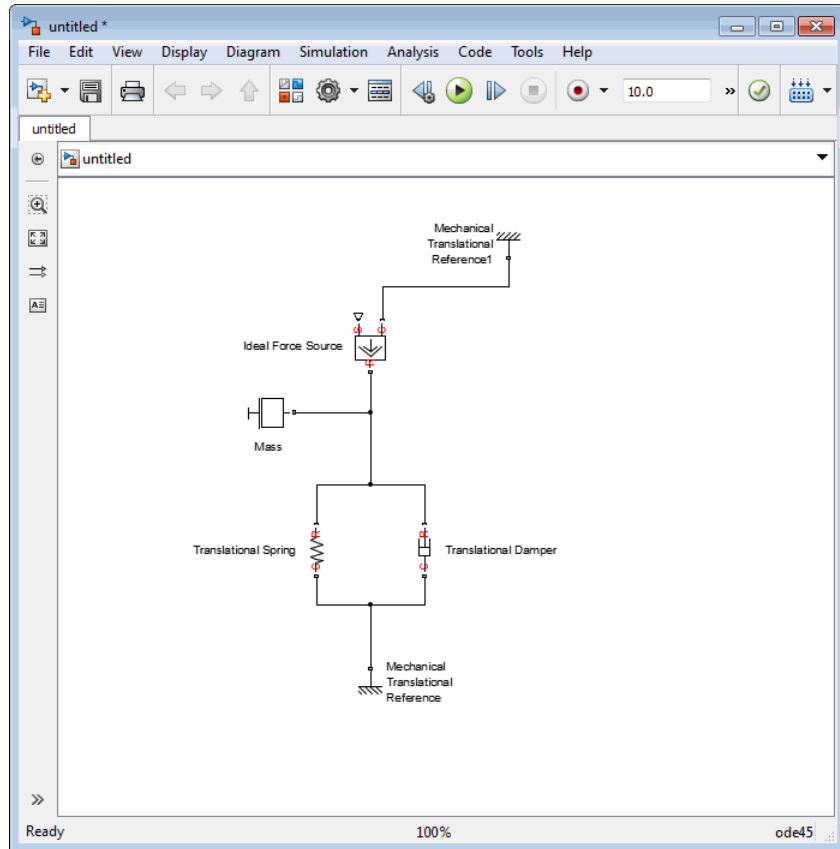 untitled *
File Edit View Display Diagram Simulation Analysis Code Tools Help
10.0 »
untitled
untitled
Mechanical
Translational
Reference1
S C
Ideal Force Source
R
Mass
R R
Translational Spring Translational Damper
C C
Mechanical
Translational
Reference
Ready 100% ode45